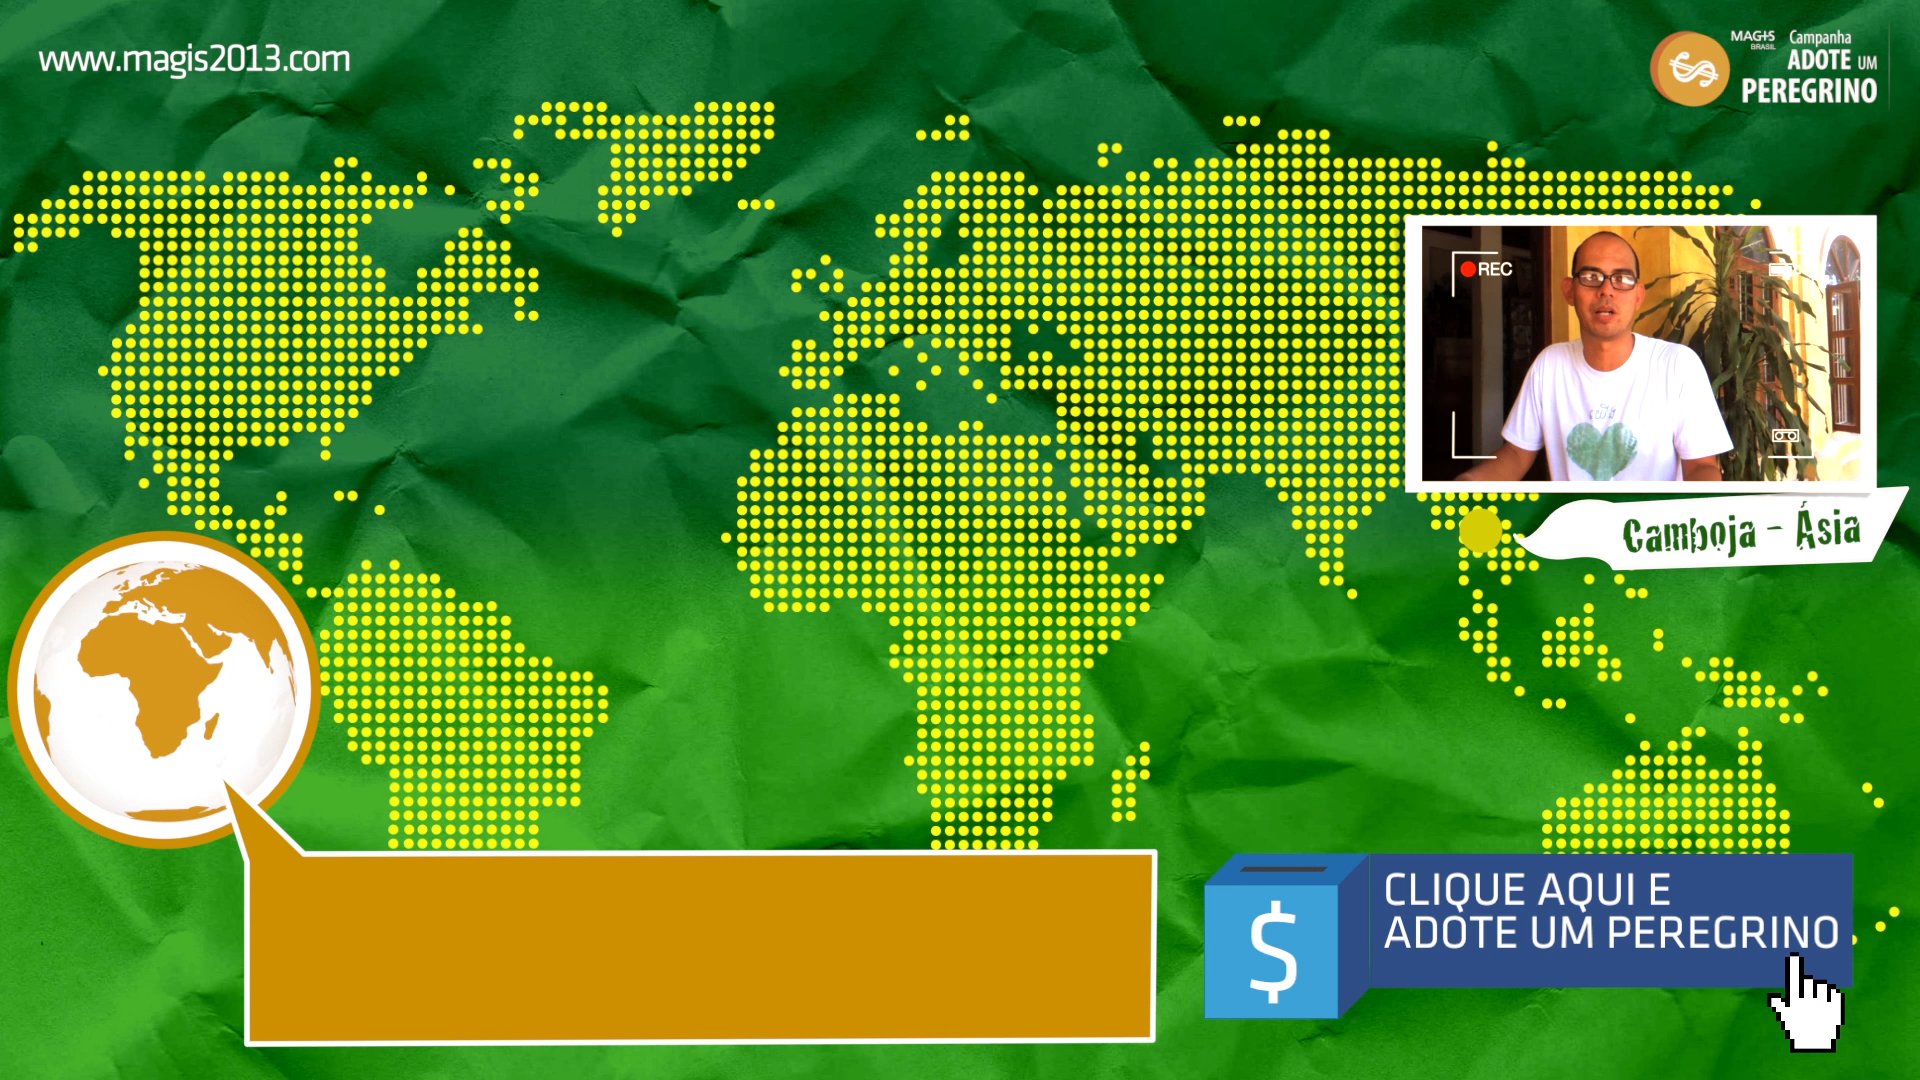 www.magis2013.com
MAGIS
BRASIL
Campanha
ADOTE UM
PEREGRINO
REC
Camboja - Ásia
$
CLIQUE AQUI E
ADOTE UM PEREGRINO